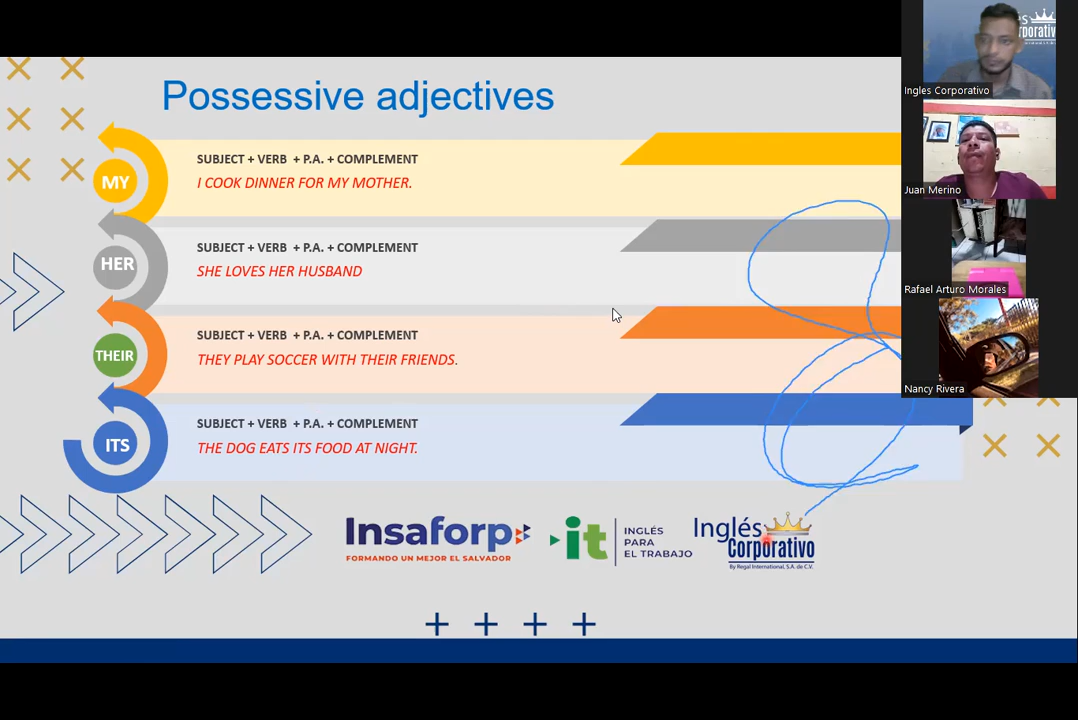 Possessive adjectives
MY
SUBJECT + VERB + P.A. + COMPLEMENT
I COOK DINNER FOR MY MOTHER.
HER
SUBJECT + VERB + P.A. + COMPLEMENT
SHE LOVES HER HUSBAND
THEIR
SUBJECT + VERB + P.A. + COMPLEMENT
THEY PLAY SOCCER WITH THEIR FRIENDS.
ITS
SUBJECT + VERB + P.A. + COMPLEMENT
THE DOG EATS ITS FOOD AT NIGHT.
Insaforp
FORMANDO UN MEJOR EL SALVADOR
it
INGLÉS
PARA
EL TRABAJO
Inglés
Corporativo
By Regal International, S.A. de C.V.
Ingles Corporativo
Juan Merino
Rafael Arturo Morales
Nancy Rivera